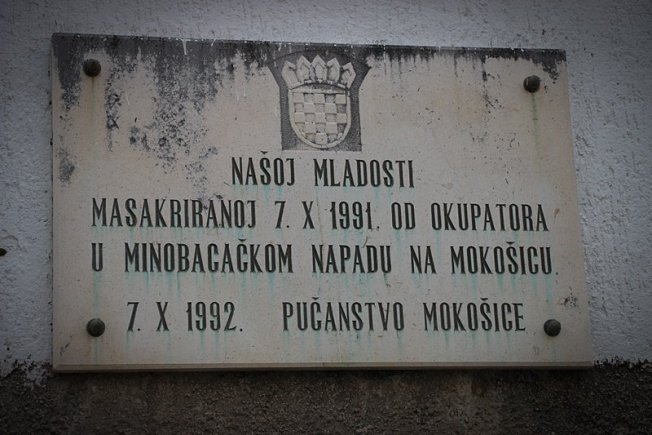 NAŠOJ MLADOSTI
MASAKRIRANOJ 7. X 1991. OD OKUPATORA
U MINOBACAČKOM NAPADU NA MOKOŠICU.
7. X 1992. PUČANSTVO MOKOŠICE